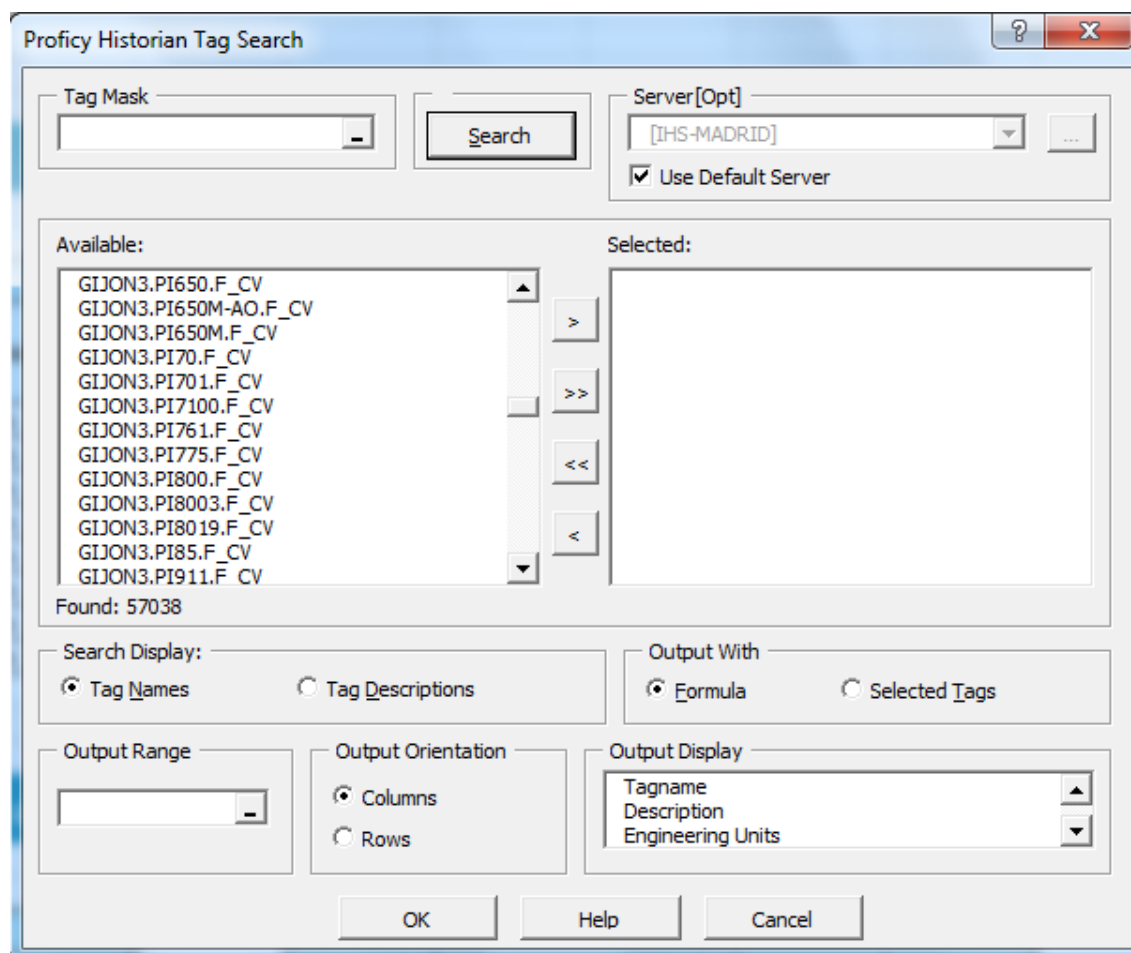 Proficy Historian Tag Search
Tag Mask
Search
Server[Opt]
[IHS-MADRID]
...
Use Default Server
Available:
Selected:
GIJON3.PI650.F_CV
GIJON3.PI650M-AO.F_CV
GIJON3.PI650M.F_CV
GIJON3.PI70.F_CV
GIJON3.PI701.F_CV
GIJON3.PI7100.F_CV
GIJON3.PI761.F_CV
GIJON3.PI775.F_CV
GIJON3.PI800.F_CV
GIJON3.PI8003.F_CV
GIJON3.PI8019.F_CV
GIJON3.PI85.F_CV
GIJON3.PI911.F_CV
>
>>
<<
<
Found: 57038
Search Display:
Tag Names
Tag Descriptions
Output With
Formula
Selected Tags
Output Range
Output Orientation
Columns
Rows
Output Display
Tagname
Description
Engineering Units
OK
Help
Cancel